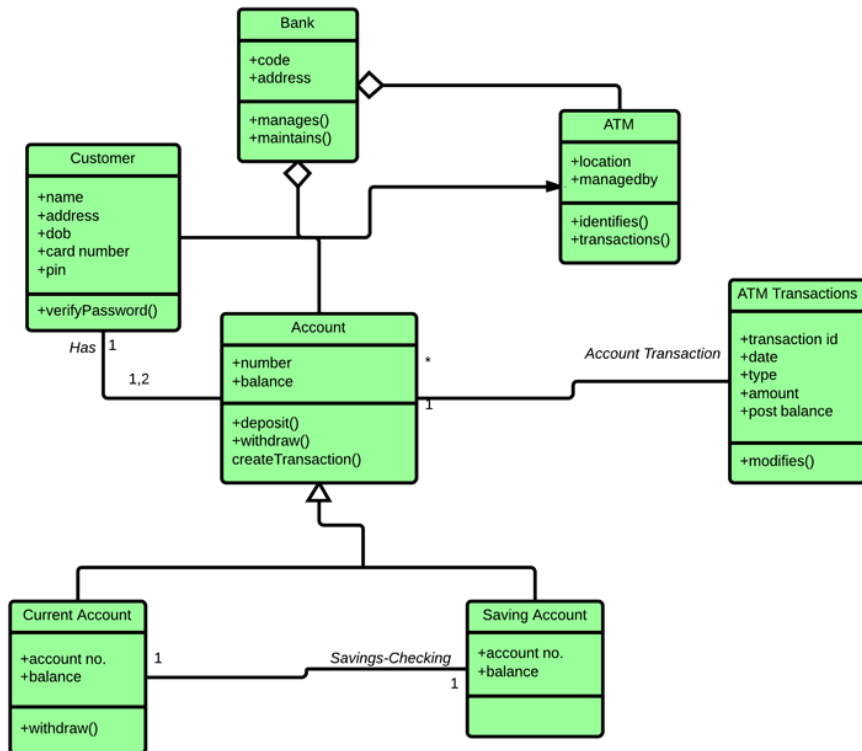 Bank
+code
+address
+manages()
+maintains()
ATM
+location
+managedby
+identifies()
+transactions()
Customer
+name
+address
+dob
+card number
+pin
+verifyPassword()
Has
1
1,2
Account
+number
+balance
+deposit()
+withdraw()
createTransaction()
*
1
Account Transaction
ATM Transactions
+transaction id
+date
+type
+amount
+post balance
+modifies()
Current Account
+account no.
+balance
+withdraw()
1
Savings-Checking
1
Saving Account
+account no.
+balance